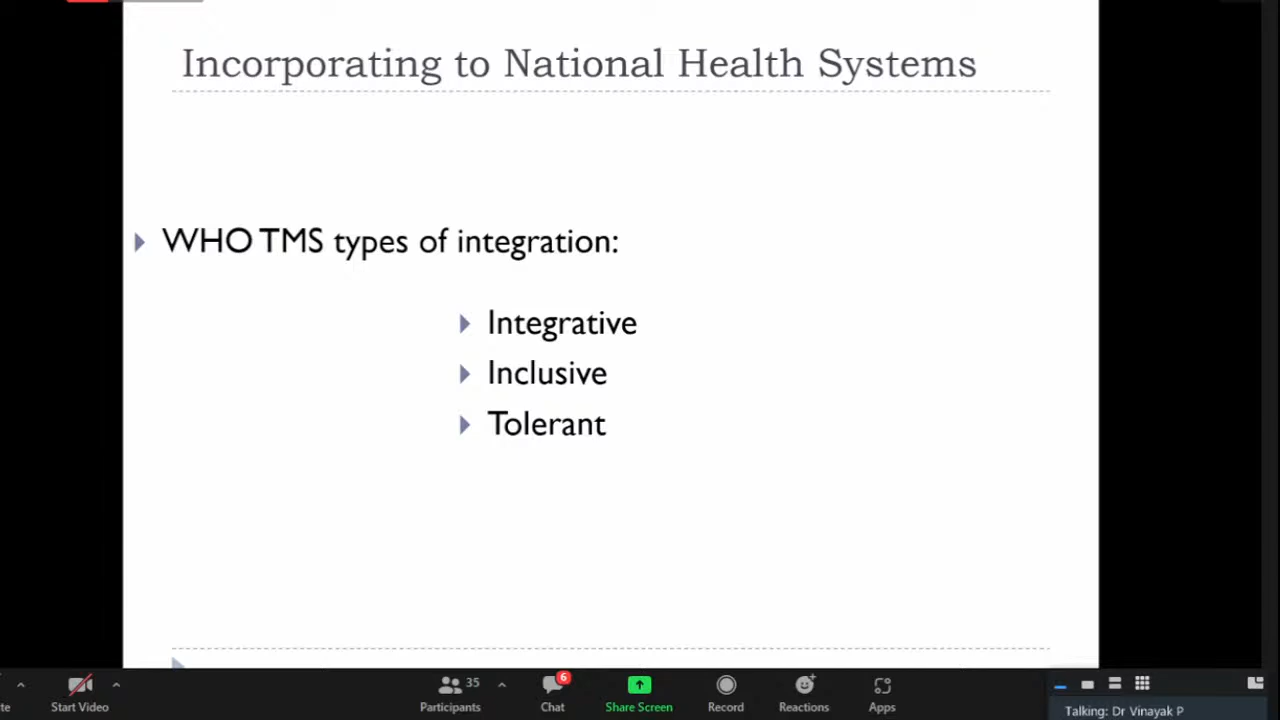 Incorporating to National Health Systems
WHO TMS types of integration:
Integrative
Inclusive
Tolerant
te
Start Video
Participants
35
Chat
6
Share Screen
Record
Reactions
Apps
Talking: Dr Vinayak P